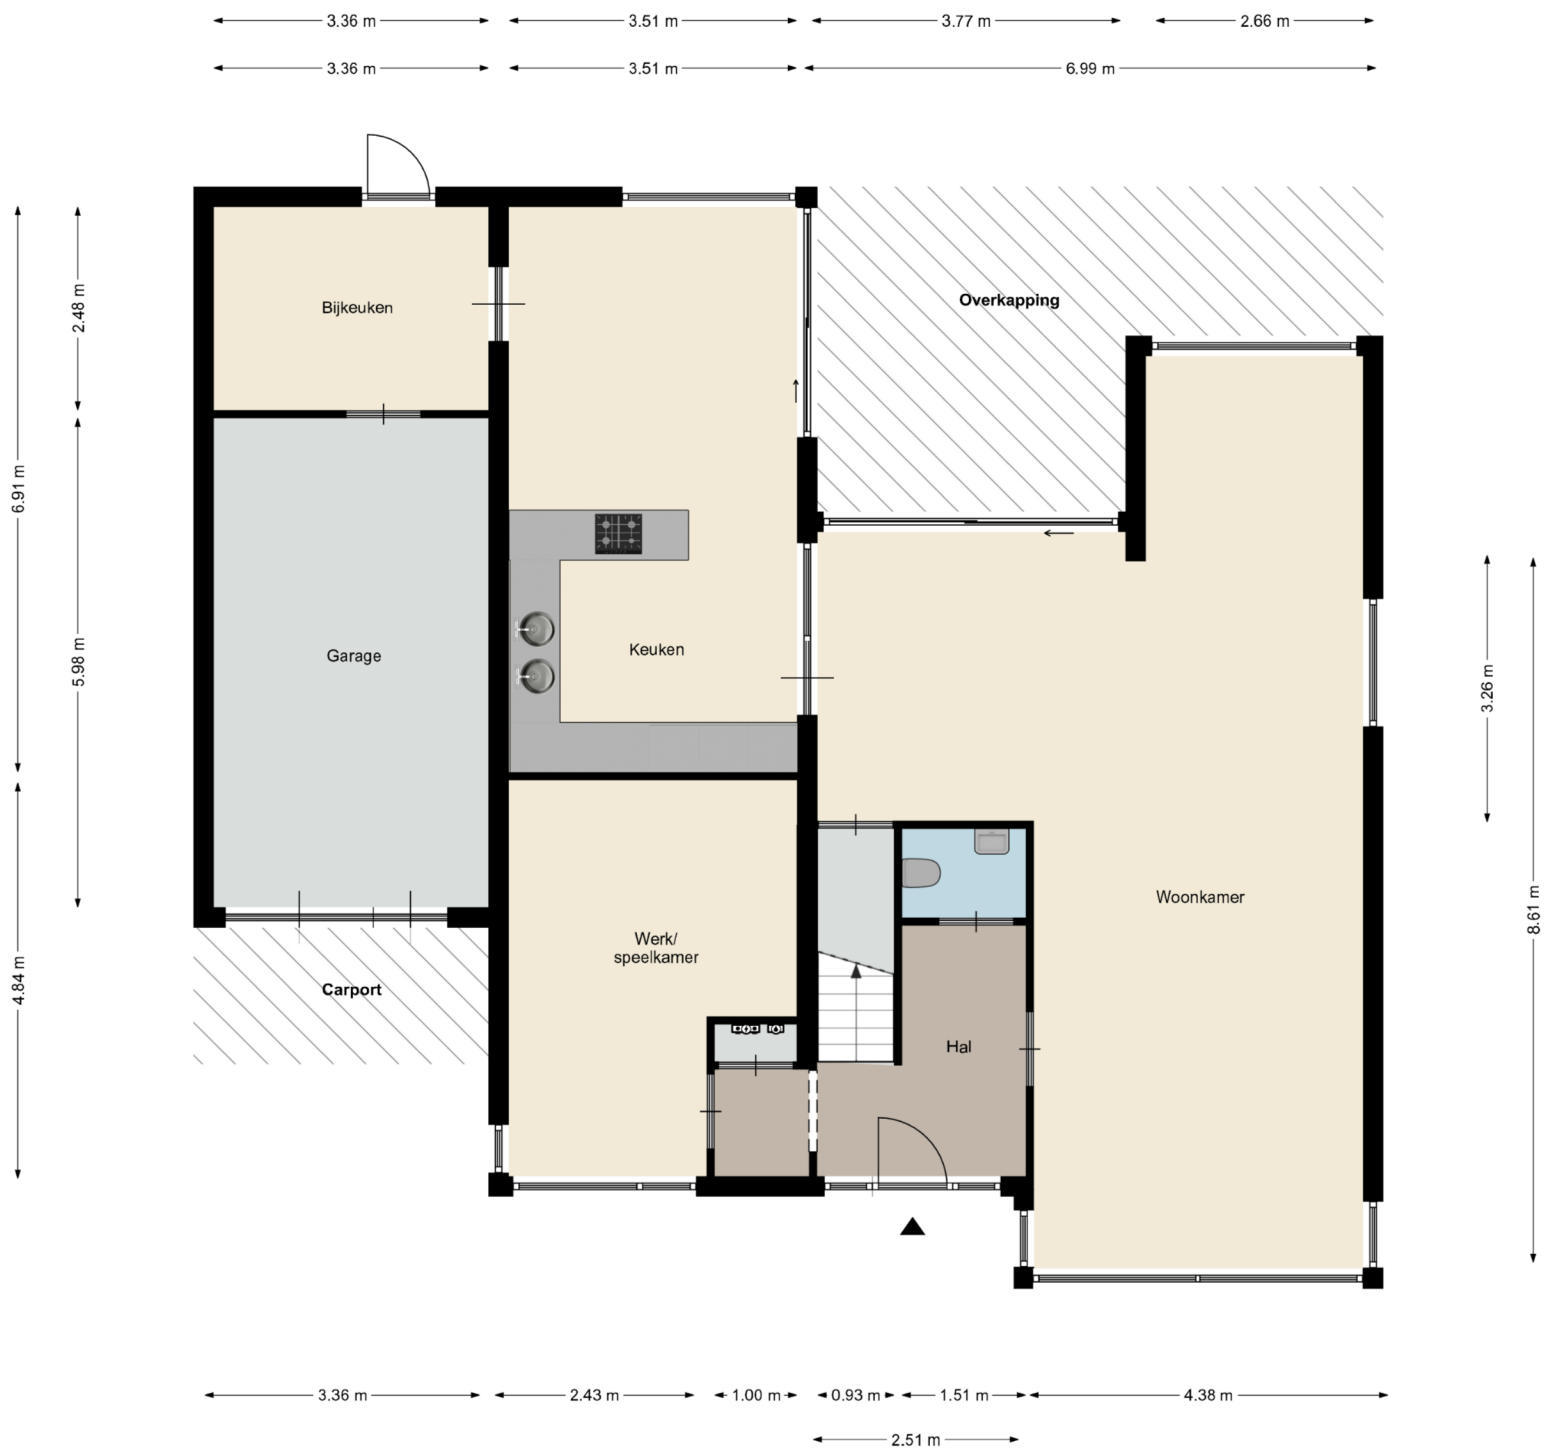 3.36 m
3.51 m
3.77 m
2.66 m
3.36 m
3.51 m
6.99 m
2.48 m
Bijkeuken
Overkapping
6.91 m
5.98 m
Garage
Keuken
3.26 m
Woonkamer
8.61 m
Werk/
speelkamer
4.84 m
Carport
Hal
3.36 m
2.43 m
1.00 m
0.93 m
1.51 m
4.38 m
2.51 m